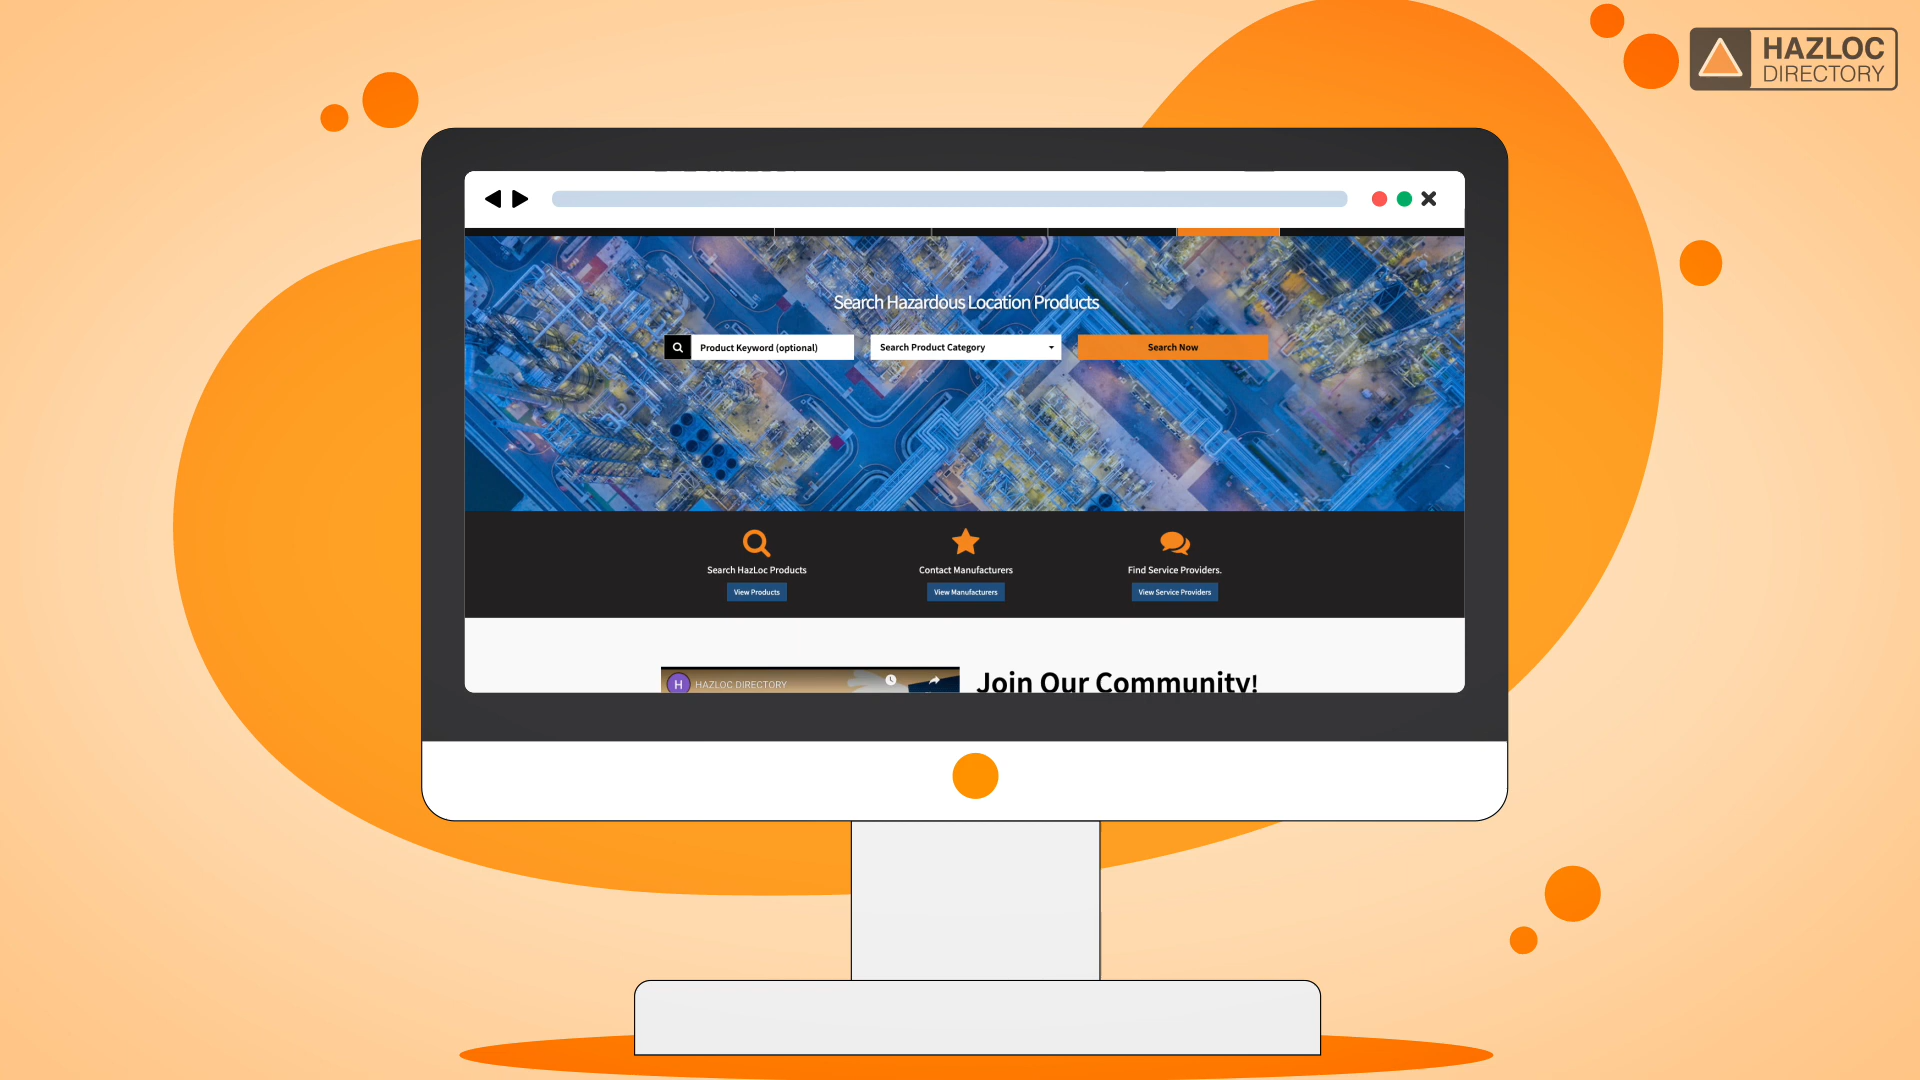 HAZLOC
DIRECTORY
Search Hazardous Location Products
Product Keyword (optional)
Search Product Category
Search Now
Search HazLoc Products
Contact Manufacturers
Find Service Providers.
View Products
View Manufacturers
View Service Providers
H HAZLOC DIRECTORY
Join Our Community!